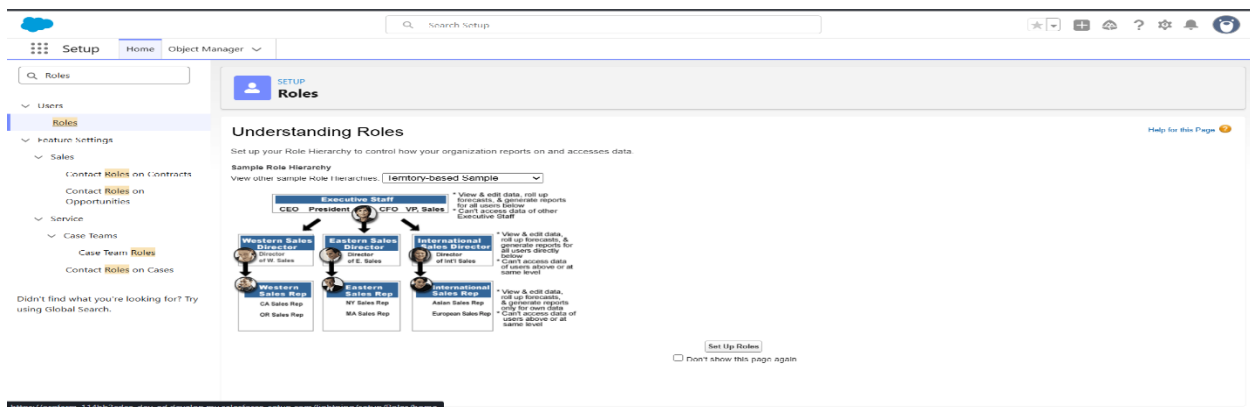 Search Setup
Setup
Home
Object Manager
Roles
Users
Roles
Feature Settings
Sales
Contact Roles on Contracts
Contact Roles on
Opportunities
Service
Case Teams
Case Team Roles
Contact Roles on Cases
Didn't find what you're looking for? Try
using Global Search.
SETUP
Roles
Understanding Roles
Help for this Page
Set up your Role Hierarchy to control how your organization reports on and accesses data.
Sample Role Hierarchy
View other sample Role Hierarchies: Territory-based Sample
Executive Staff
CEO President CFO VP, Sales
* View & edit data, roll up
forecasts, & generate reports
for all users below
* Can't access data of other
Executive Staff
Western Sales
Director
Director
of W. Sales
Eastern Sales
Director
Director
of E. Sales
International
Sales Director
Director
of Int'l Sales
* View & edit data,
roll up forecasts, &
generate reports for
all users directly
below
* Can't access data
of users above or at
same level
Western
Sales Rep
CA Sales Rep
OR Sales Rep
Eastern
Sales Rep
NY Sales Rep
MA Sales Rep
International
Sales Rep
Asian Sales Rep
European Sales Rep
* View & edit data,
roll up forecasts,
& generate reports
only for own data
* Can't access data of
users above or at
same level
Set Up Roles
Don't show this page again